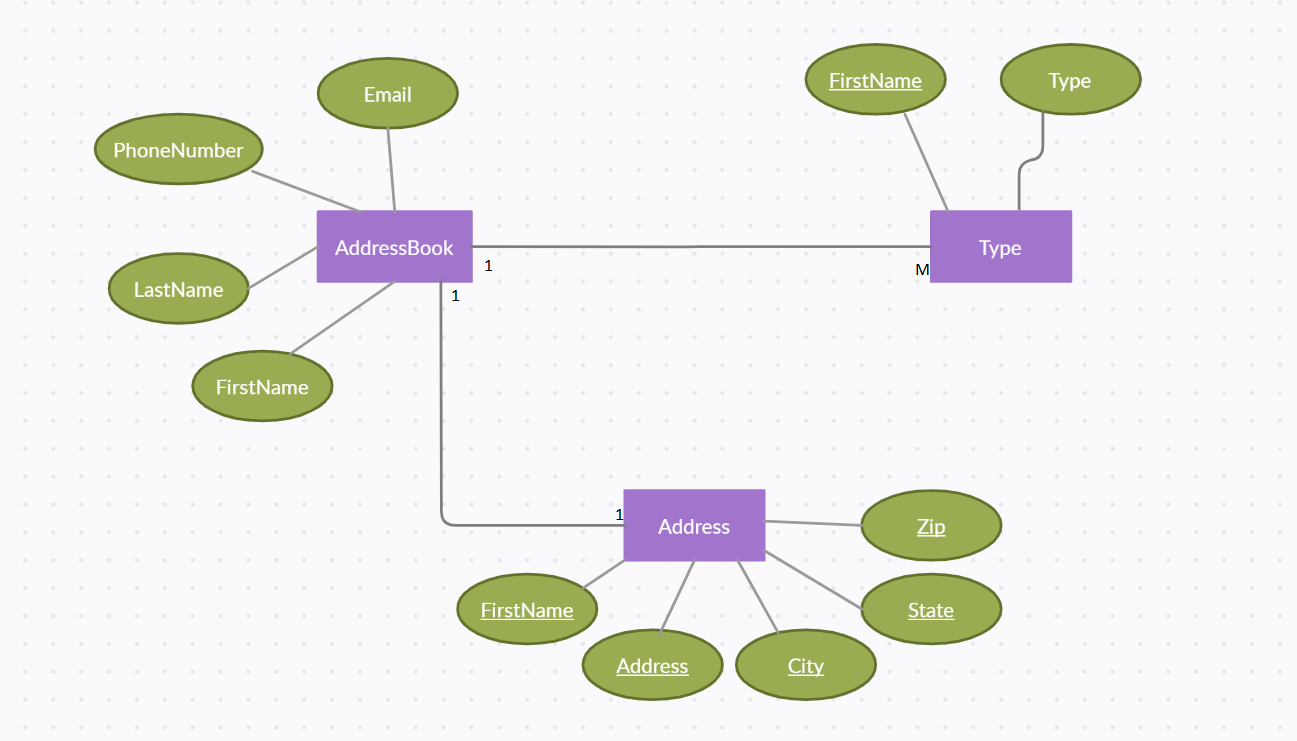 FirstName
Type
Email
PhoneNumber
AddressBook
Type
1
M
LastName
1
FirstName
1
Address
Zip
FirstName
State
Address
City